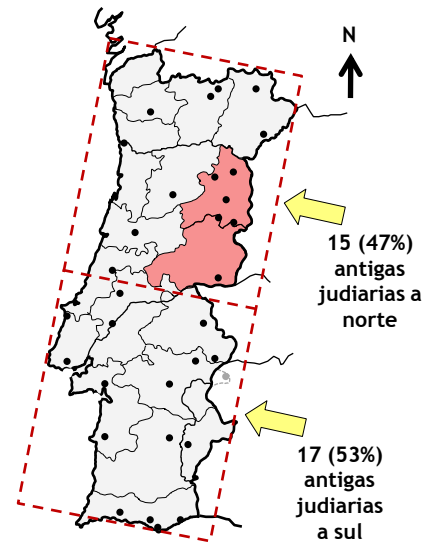 N
15 (47%)
antigas
judiarias a
norte
17 (53%)
antigas
judiarias
a sul